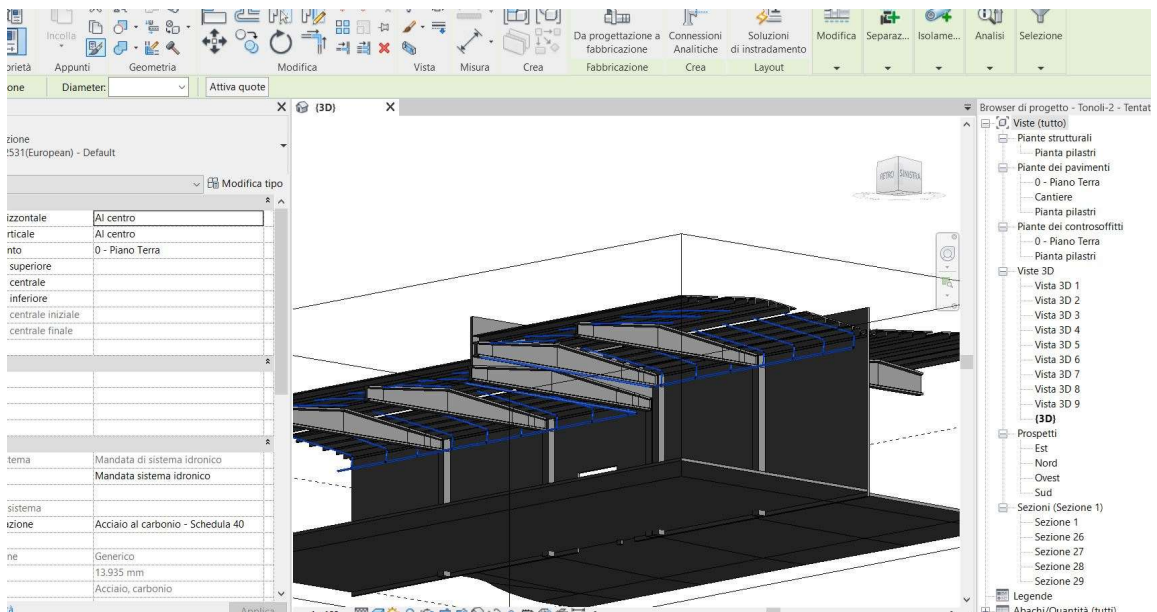 Incolla
Da progettazione a fabbricazione
Connessioni Analitiche
Soluzioni di instradamento
Modifica
Separaz...
Isolame...
Analisi
Selezione
prietà
Appunti
Geometria
Modifica
Vista
Misura
Crea
Fabbricazione
Crea
Layout
one
Diameter:
Attiva quote
{3D}
Browser di progetto - Tonoli-2 - Tentat
zione
2531(European) - Default
Modifica tipo
izzontale Al centro
rticale Al centro
nto 0 - Piano Terra
superiore
centrale
inferiore
centrale iniziale
centrale finale
tema Mandata di sistema idronico
Mandata sistema idronico
sistema
azione Acciaio al carbonio - Schedula 40
ne Generico
13.935 mm
Acciaio, carbonio
Applica
RETRO
SINISTRA
Viste (tutto)
Piante strutturali
Pianta pilastri
Piante dei pavimenti
0 - Piano Terra
Cantiere
Pianta pilastri
Piante dei controsoffitti
0 - Piano Terra
Pianta pilastri
Viste 3D
Vista 3D 1
Vista 3D 2
Vista 3D 3
Vista 3D 4
Vista 3D 5
Vista 3D 6
Vista 3D 7
Vista 3D 8
Vista 3D 9
{3D}
Prospetti
Est
Nord
Ovest
Sud
Sezioni (Sezione 1)
Sezione 1
Sezione 26
Sezione 27
Sezione 28
Sezione 29
Legende
Abachi/Quantità (tutti)